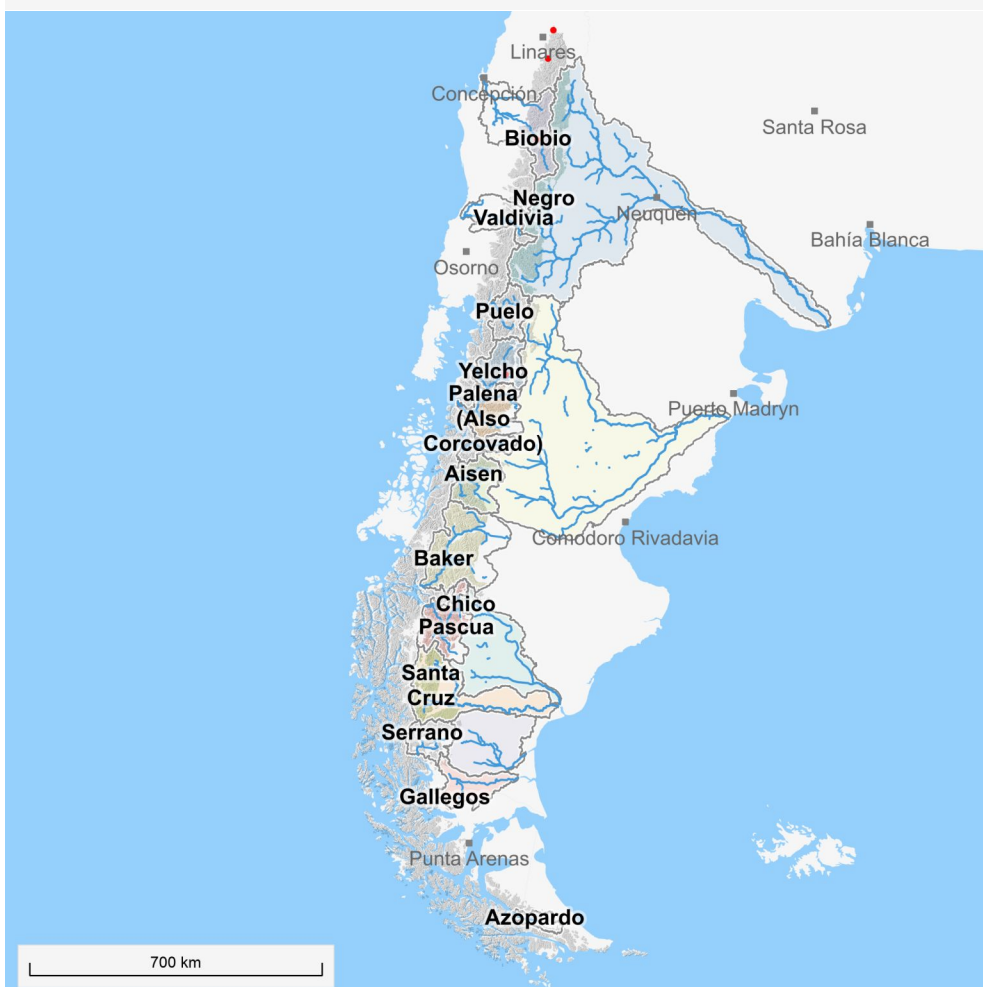 Linares
Concepción
Santa Rosa
Biobio
Negro
Neuquén
Valdivia
Bahía Blanca
Osorno
Puelo
Yelcho
Palena
(Also
Corcovado)
Puerto Madryn
Aisen
Comodoro Rivadavia
Baker
Chico
Pascua
Santa
Cruz
Serrano
Gallegos
Punta Arenas
Azopardo
700 km